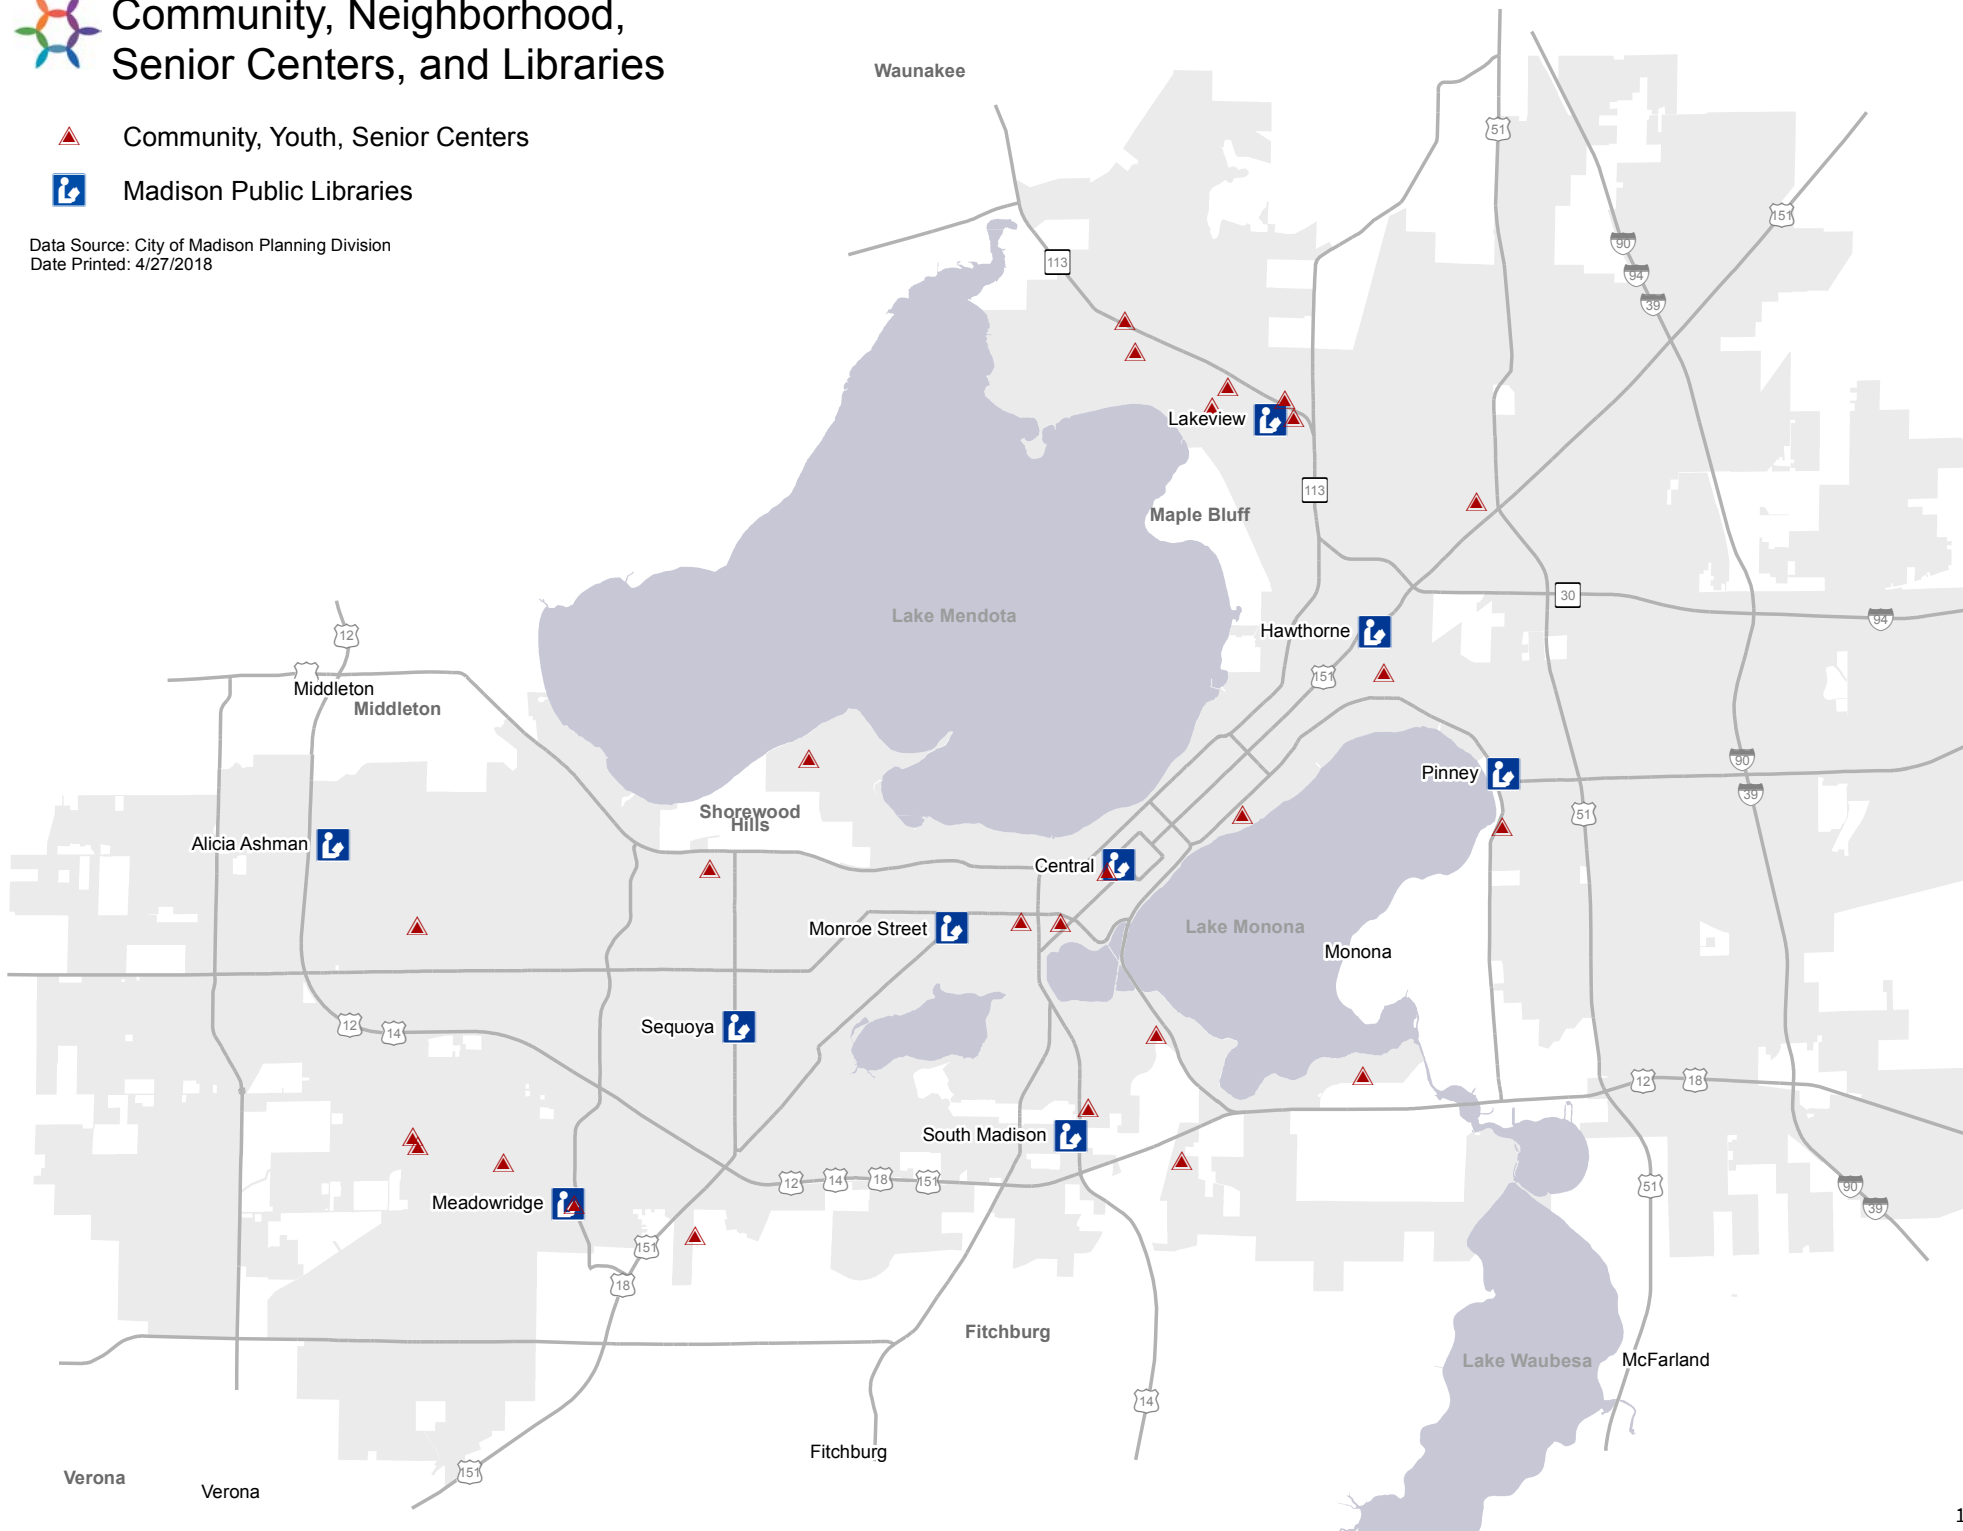 Community, Neighborhood,
Senior Centers, and Libraries
Community, Youth, Senior Centers
Madison Public Libraries
Data Source: City of Madison Planning Division
Date Printed: 4/27/2018
Waunakee
51
151
90
94
39
113
Lakeview
113
Maple Bluff
Lake Mendota
30
94
Hawthorne
12
151
Middleton
Middleton
90
39
Pinney
51
Shorewood
Hills
Alicia Ashman
Central
Monroe Street
Lake Monona
Monona
12
14
Sequoya
12
18
South Madison
12
14
18
151
51
90
39
Meadowridge
151
18
Fitchburg
Lake Waubesa
McFarland
14
Fitchburg
151
Verona
Verona
1